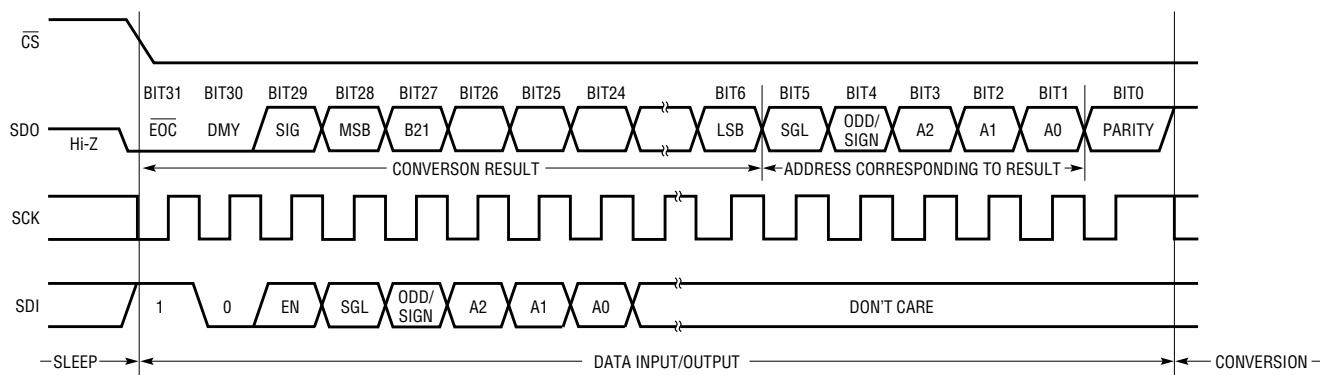 CS
BIT31 BIT30 BIT29 BIT28 BIT27 BIT26 BIT25 BIT24 BIT6 BIT5 BIT4 BIT3 BIT2 BIT1 BIT0
SDO Hi-Z EOC DMY SIG MSB B21 LSB SGL ODD/ SIGN A2 A1 A0 PARITY
CONVERSON RESULT ADDRESS CORRESPONDING TO RESULT
SCK
SDI 1 0 EN SGL ODD/ SIGN A2 A1 A0 DON'T CARE
SLEEP DATA INPUT/OUTPUT CONVERSION